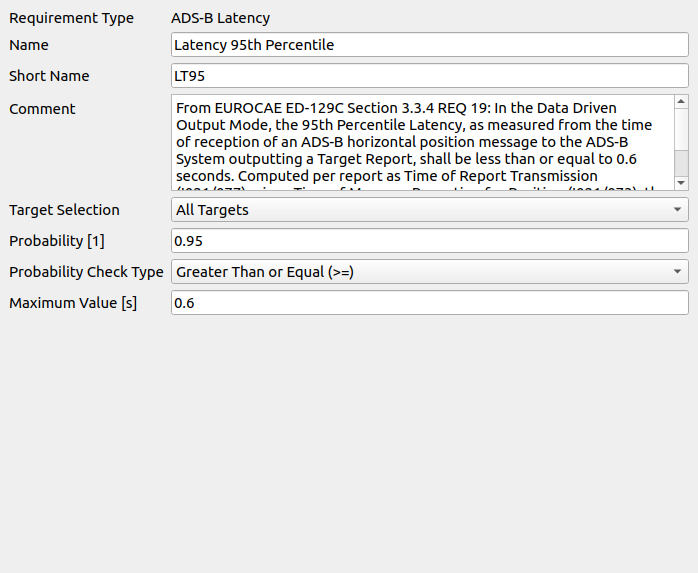 Requirement Type ADS-B Latency
Name Latency 95th Percentile
Short Name LT95
Comment From EUROCAE ED-129C Section 3.3.4 REQ 19: In the Data Driven
Output Mode, the 95th Percentile Latency, as measured from the time
of reception of an ADS-B horizontal position message to the ADS-B
System outputting a Target Report, shall be less than or equal to 0.6
seconds. Computed per report as Time of Report Transmission
Target Selection All Targets
Probability [1] 0.95
Probability Check Type Greater Than or Equal (>=)
Maximum Value [s] 0.6